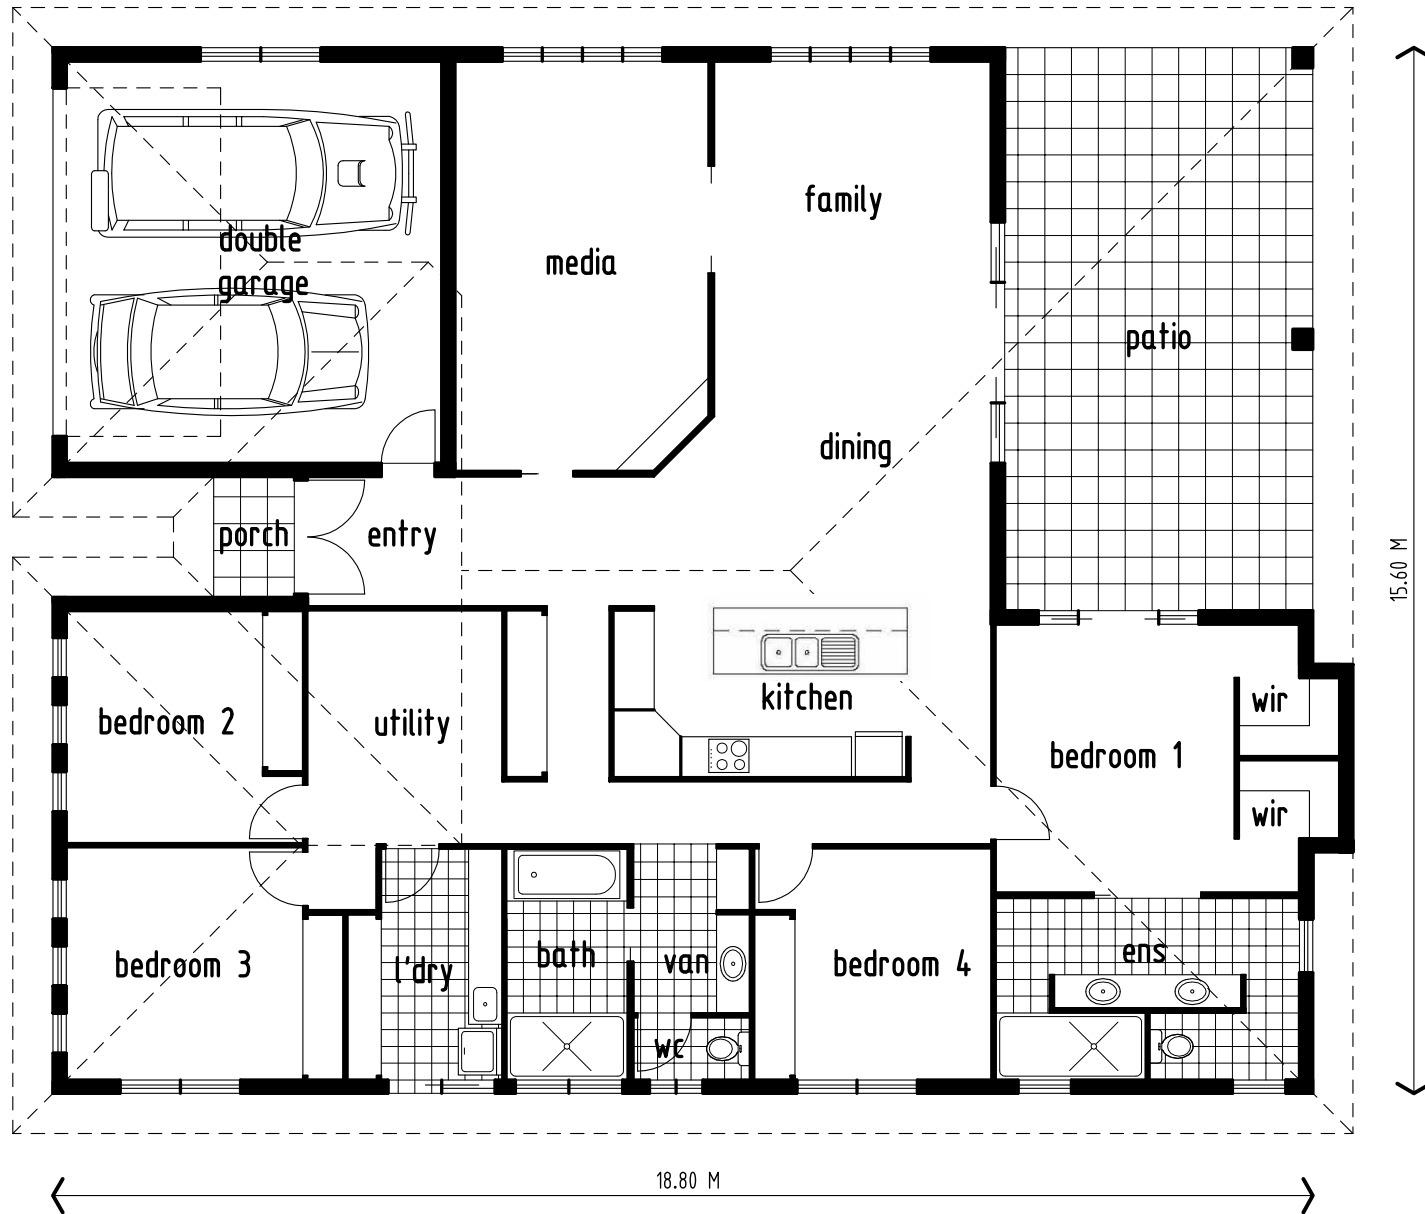 family
double
garage
media
patio
dining
porch
entry
15.60 M
kitchen
wir
bedroom 2
utility
bedroom 1
wir
bedroom 3
l'dry
bath
van
bedroom 4
ens
wc
18.80 M